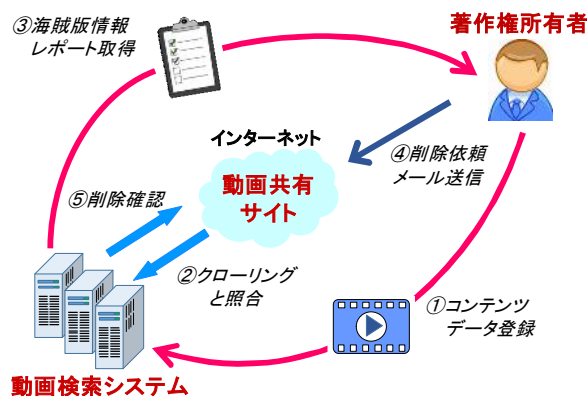 ③海賊版情報
レポート取得
著作権所有者
インターネット
動画共有
サイト
④削除依頼
メール送信
⑤削除確認
②クローリング
と照合
①コンテンツ
データ登録
動画検索システム